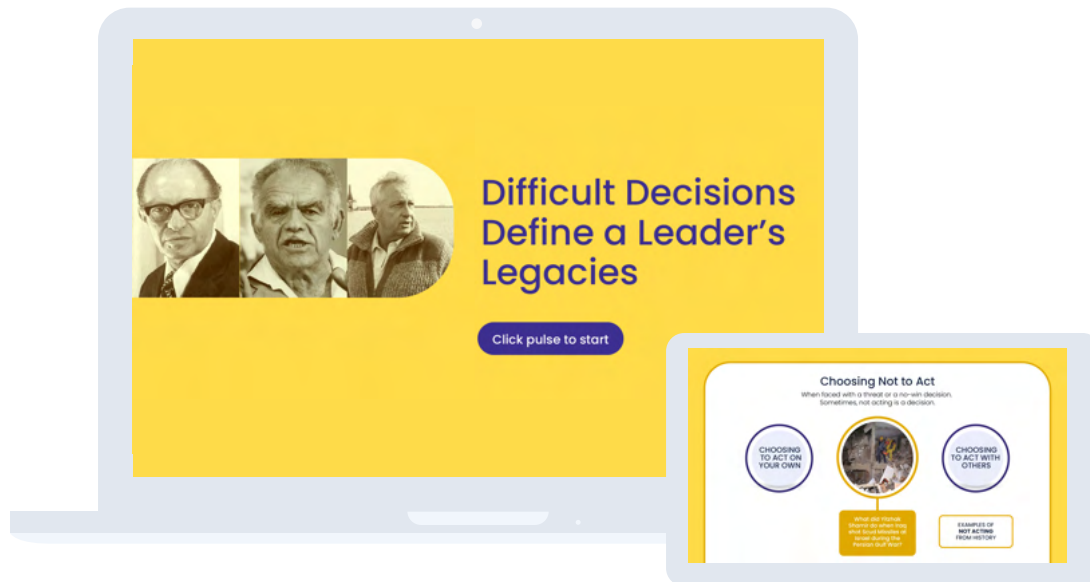 Difficult Decisions
Define a Leader’s
Legacies
Click pulse to start
Choosing Not to Act
When faced with a threat or a no-win decision.
Sometimes, not acting is a decision.
CHOOSING
TO ACT ON
YOUR OWN
CHOOSING
TO ACT WITH
OTHERS
What did Yitzhak
Shamir do when Iraq
shot Scud Missiles at
Israel during the
Persian Gulf War?
EXAMPLES OF
NOT ACTING
FROM HISTORY